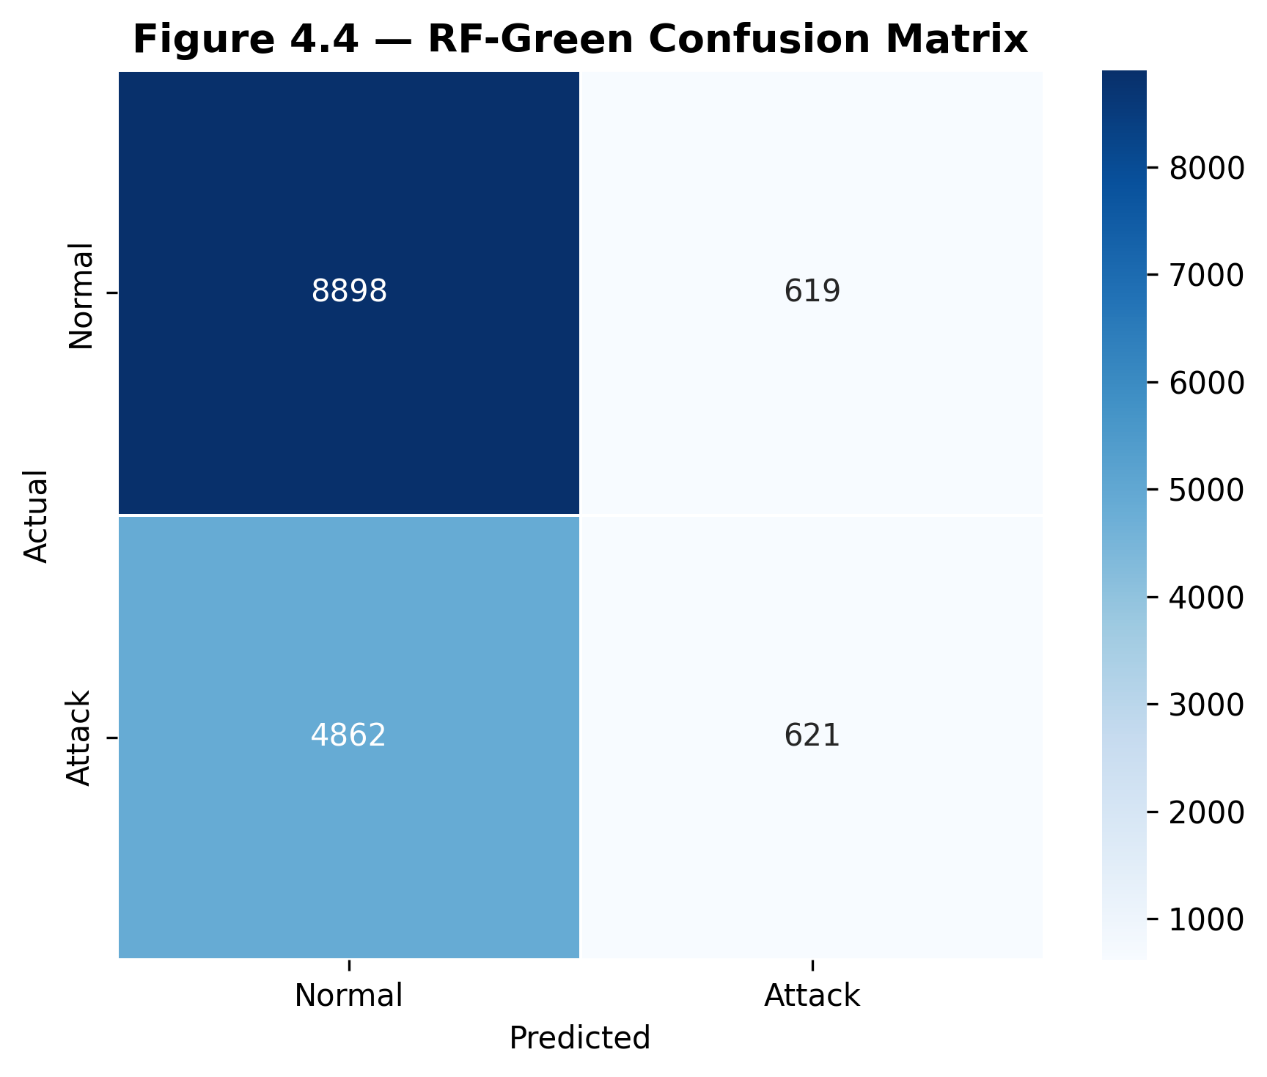 Figure 4.4 — RF-Green Confusion Matrix
Normal
Attack
Actual
8898
619
4862
621
Normal
Attack
Predicted
8000
7000
6000
5000
4000
3000
2000
1000